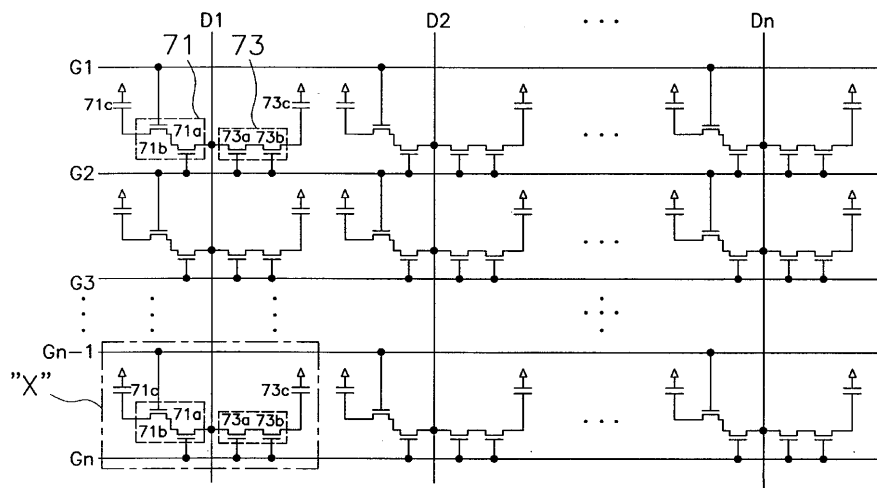 D1 D2 ··· Dn
71 73
G1
71c 73c
71a 73a 73b
71b
···
G2
···
G3
Gn-1
"X"
71c 73c
71a 73a 73b
71b
···
Gn